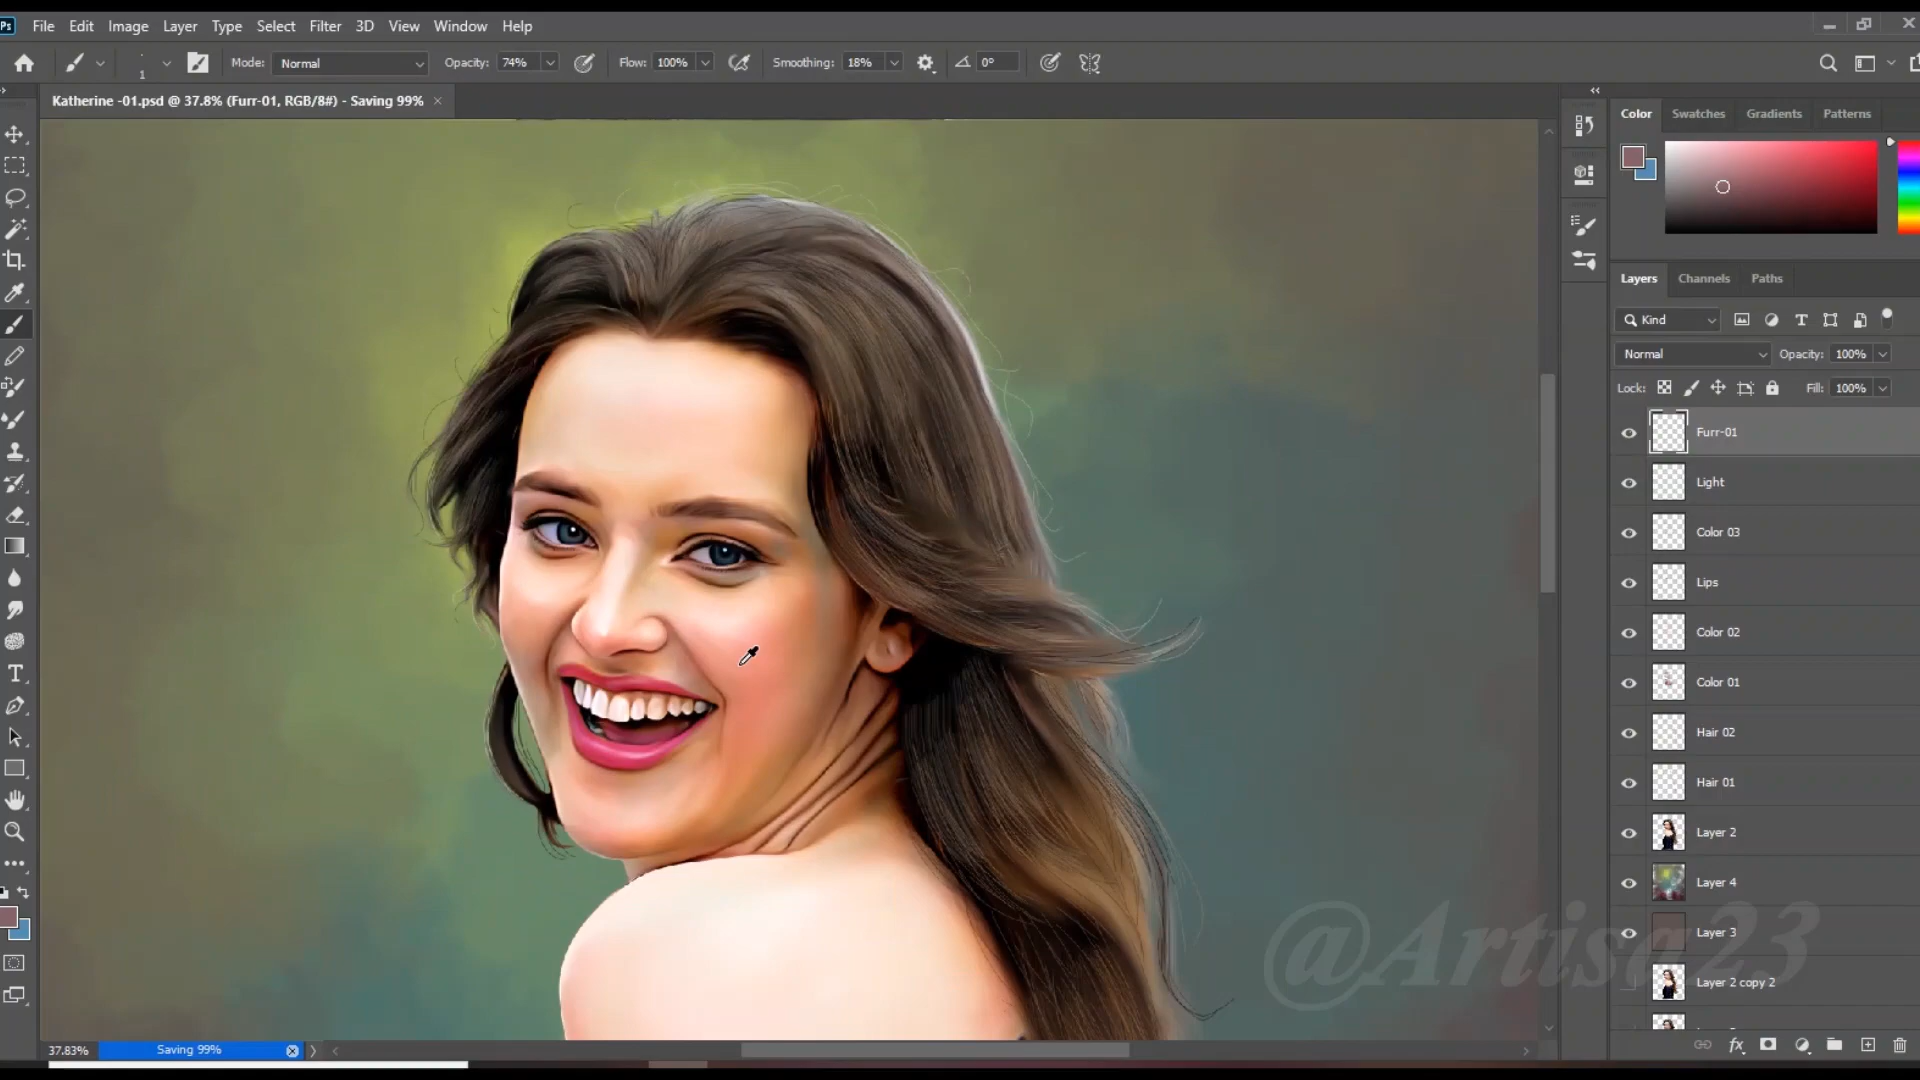 Ps File Edit Image Layer Type Select Filter 3D View Window Help
1 Mode: Normal Opacity: 74% Flow: 100% Smoothing: 18% 0°
Katherine -01.psd @ 37.8% (Furr-01, RGB/8#) - Saving 99% ×
Color Swatches Gradients Patterns
Layers Channels Paths
Kind
Normal Opacity: 100%
Lock: Fill: 100%
Furr-01
Light
Color 03
Lips
Color 02
Color 01
Hair 02
Hair 01
Layer 2
Layer 4
Layer 3
@Artisa23
Layer 2 copy 2
37.83% Saving 99%